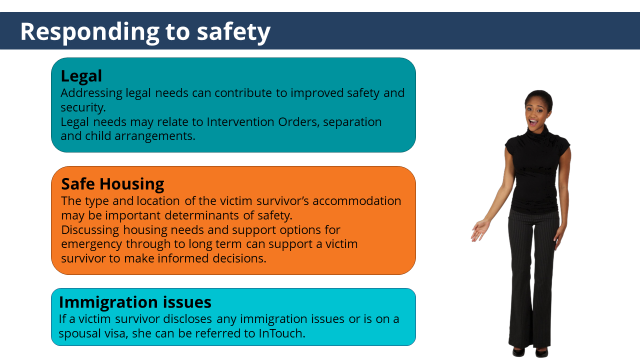 Responding to safety
Legal
Addressing legal needs can contribute to improved safety and
security.
Legal needs may relate to Intervention Orders, separation
and child arrangements.
Safe Housing
The type and location of the victim survivor's accommodation
may be important determinants of safety.
Discussing housing needs and support options for
emergency through to long term can support a victim
survivor to make informed decisions.
Immigration issues
If a victim survivor discloses any immigration issues or is on a
spousal visa, she can be referred to InTouch.